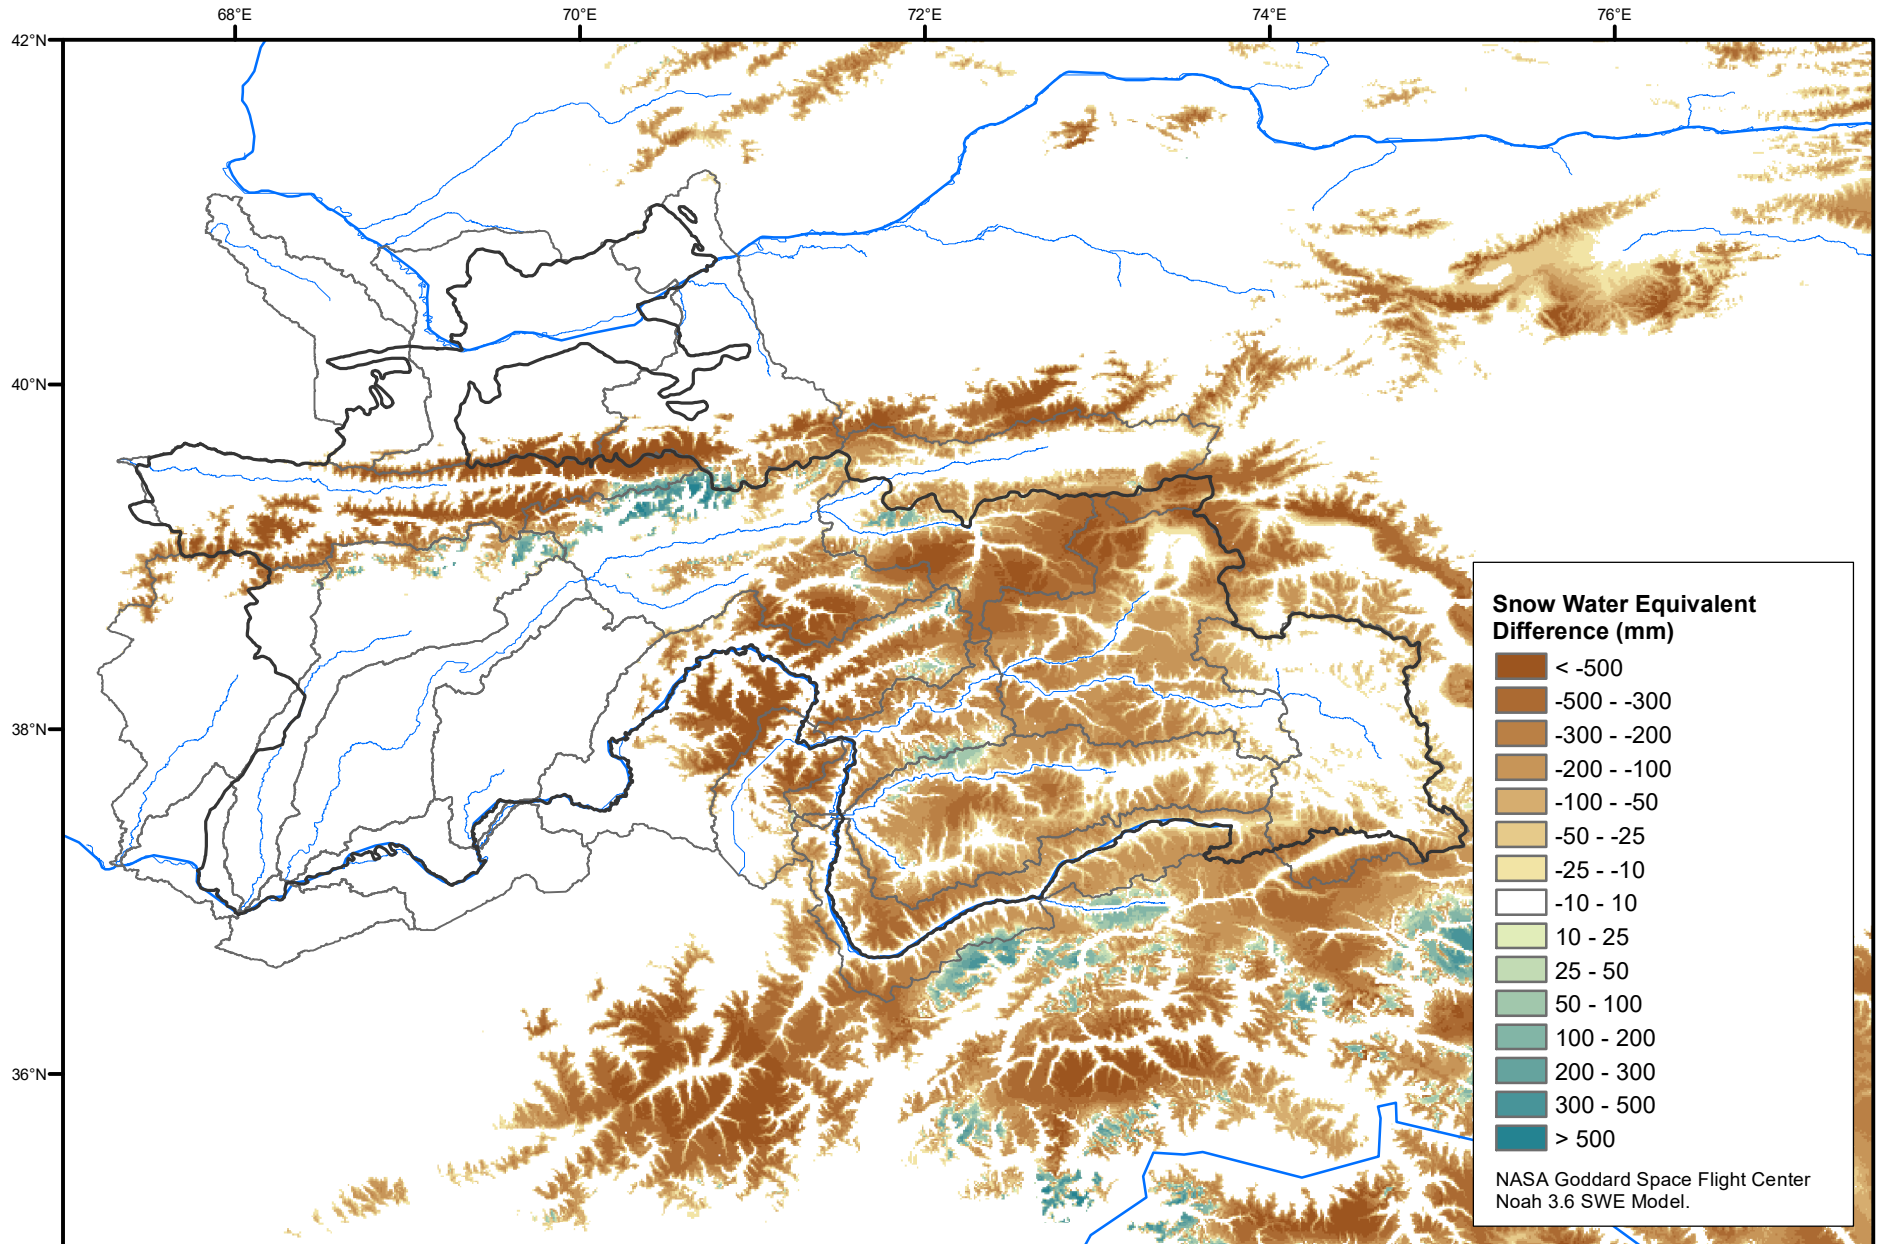 68°E
70°E
72°E
74°E
76°E
42°N
40°N
38°N
36°N
Snow Water Equivalent
Difference (mm)
< -500
-500 - -300
-300 - -200
-200 - -100
-100 - -50
-50 - -25
-25 - -10
-10 - 10
10 - 25
25 - 50
50 - 100
100 - 200
200 - 300
300 - 500
> 500
NASA Goddard Space Flight Center
Noah 3.6 SWE Model.